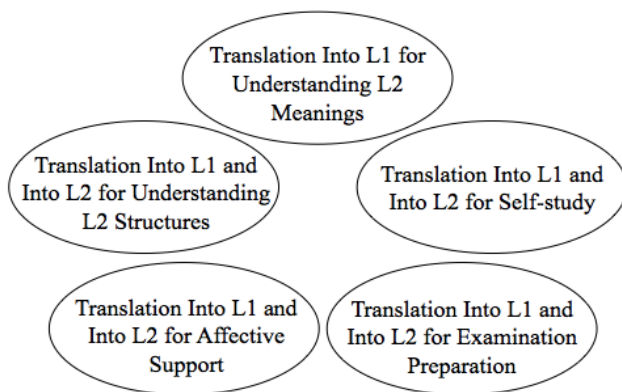 Translation Into L1 for
Understanding L2
Meanings
Translation Into L1 and
Into L2 for Understanding
L2 Structures
Translation Into L1 and
Into L2 for Self-study
Translation Into L1 and
Into L2 for Affective
Support
Translation Into L1 and
Into L2 for Examination
Preparation